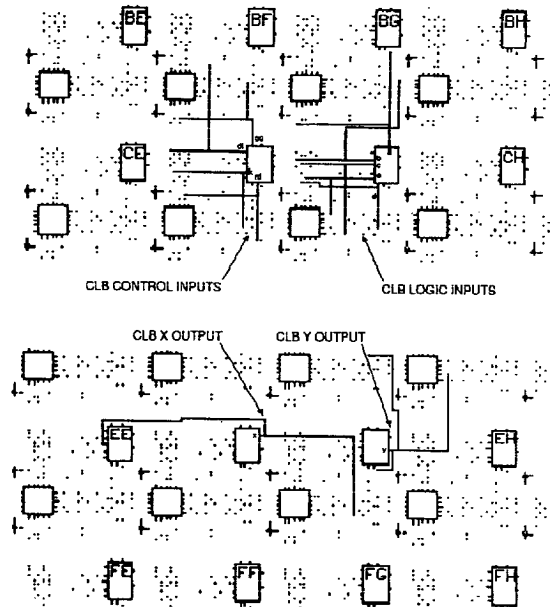 BE BF BG BH
CE CH
CLB CONTROL INPUTS CLB LOGIC INPUTS
CLB X OUTPUT CLB Y OUTPUT
EE x y EH
FE FF FG FH